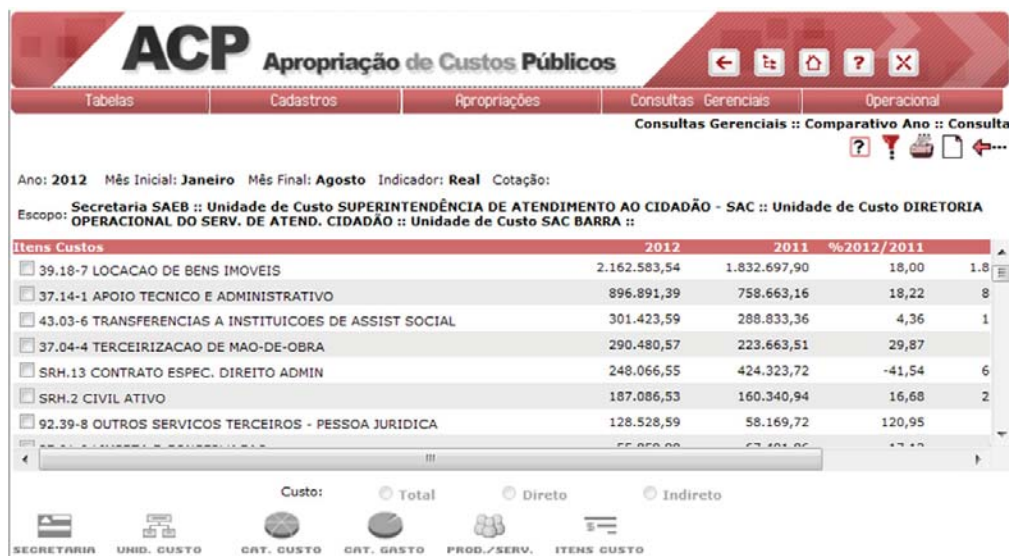 ACP Apropriação de Custos Públicos
Tabelas Cadastros Apropriações Consultas Gerenciais Operacional
Consultas Gerenciais :: Comparativo Ano :: Consulta
Ano: 2012 Mês Inicial: Janeiro Mês Final: Agosto Indicador: Real Cotação:
Escopo: Secretaria SAEB :: Unidade de Custo SUPERINTENDÊNCIA DE ATENDIMENTO AO CIDADÃO - SAC :: Unidade de Custo DIRETORIA
OPERACIONAL DO SERV. DE ATEND. CIDADÃO :: Unidade de Custo SAC BARRA ::
Itens Custos 2012 2011 %2012/2011
39.18-7 LOCACAO DE BENS IMOVEIS 2.162.583,54 1.832.697,90 18,00 1.8
37.14-1 APOIO TECNICO E ADMINISTRATIVO 896.891,39 758.663,16 18,22 8
43.03-6 TRANSFERENCIAS A INSTITUICOES DE ASSIST SOCIAL 301.423,59 288.833,36 4,36 1
37.04-4 TERCEIRIZACAO DE MAO-DE-OBRA 290.480,57 223.663,51 29,87
SRH.13 CONTRATO ESPEC. DIREITO ADMIN 248.066,55 424.323,72 -41,54 6
SRH.2 CIVIL ATIVO 187.086,53 160.340,94 16,68 2
92.39-8 OUTROS SERVICOS TERCEIROS - PESSOA JURIDICA 128.528,59 58.169,72 120,95
Custo: Total Direto Indireto
SECRETARIA UNID. CUSTO CAT. CUSTO CAT. GASTO PROD./SERV. ITENS CUSTO